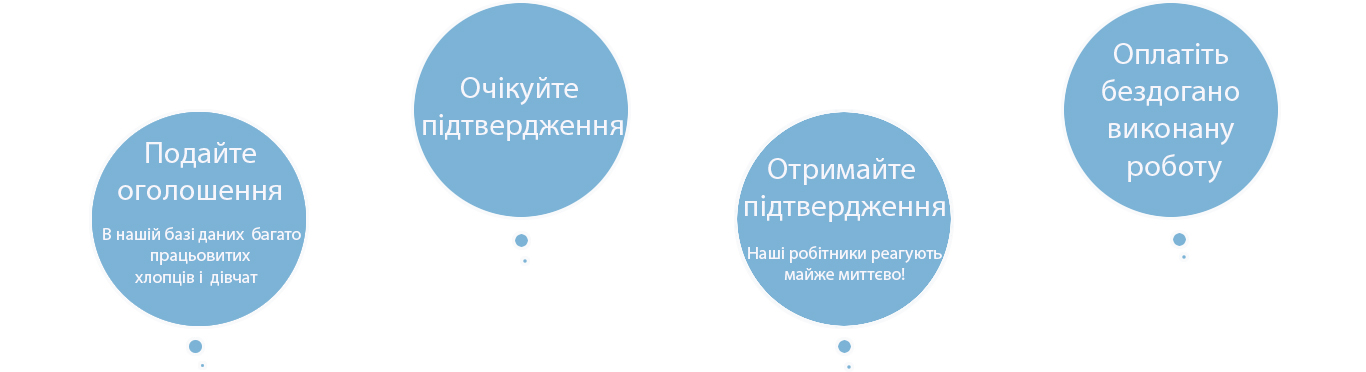 Подайте
оголошення
В нашій базі даних багато
працьовитих
хлопців і дівчат
Очікуйте
підтвердження
Отримайте
підтвердження
Наші робітники реагують
майже миттєво!
Оплатіть
бездогано
виконану
роботу